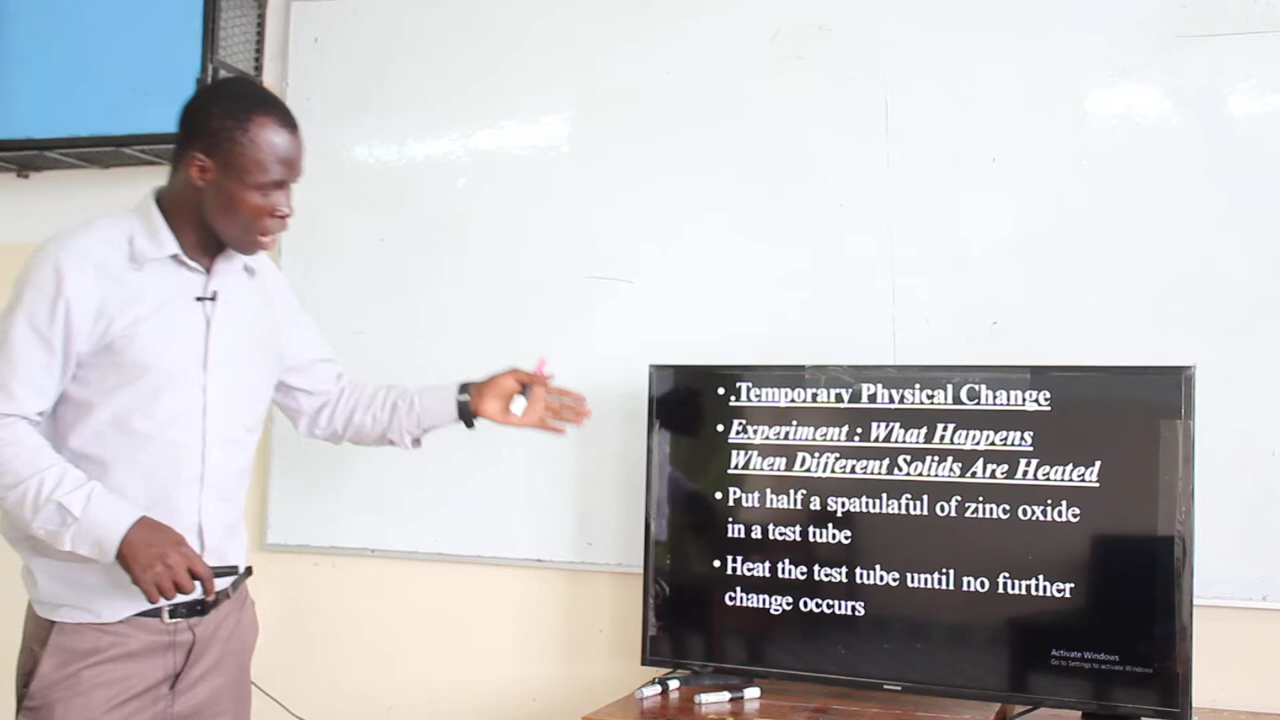 • .Temporary Physical Change
• Experiment : What Happens
When Different Solids Are Heated
• Put half a spatulaful of zinc oxide
in a test tube
• Heat the test tube until no further
change occurs
Activate Windows
Go to Settings to activate Windows
SAMSUNG